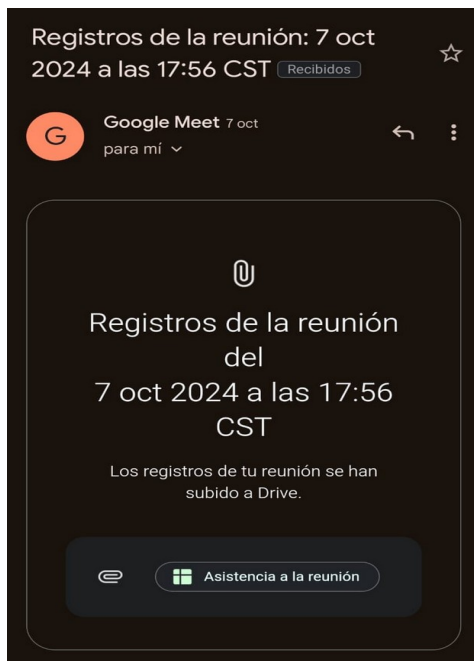 Registros de la reunión: 7 oct
2024 a las 17:56 CST Recibidos
G
Google Meet 7 oct
para mí
Registros de la reunión
del
7 oct 2024 a las 17:56
CST
Los registros de tu reunión se han
subido a Drive.
Asistencia a la reunión